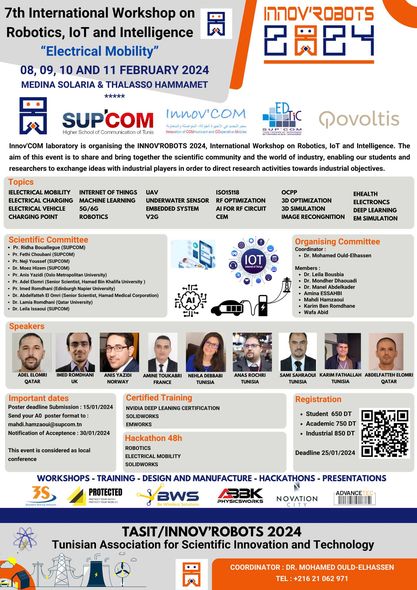 7th International Workshop on
Robotics, IoT and Intelligence
"Electrical Mobility"
08, 09, 10 AND 11 FEBRUARY 2024
MEDINA SOLARIA & THALASSO HAMMAMET
*****
INNOV'ROBOTS
2024
SUP'COM
Higher School of Communication of Tunis
Innov'COM
Innovation of COMmunicant and COoperative Mobiles
EDTIC
SUP'COM
Qovoltis
Innov'COM laboratory is organising the INNOV'ROBOTS 2024, International Workshop on Robotics, IoT and Intelligence. The
aim of this event is to share and bring together the scientific community and the world of industry, enabling our students and
researchers to exchange ideas with industrial players in order to direct research activities towards industrial objectives.
Topics
ELECTRICAL MOBILITY
ELECTRICAL CHARGING
ELECTRICAL VEHICLE
CHARGING POINT
INTERNET OF THINGS
MACHINE LEARNING
5G/6G
ROBOTICS
UAV
UNDERWATER SENSOR
EMBEDDED SYSTEM
V2G
ISO15118
RF OPTIMIZATION
AI FOR RF CIRCUIT
CEM
OCPP
3D OPTIMIZATION
3D SIMULATION
IMAGE RECONGNITION
EHEALTH
ELECTRONCS
DEEP LEARNING
EM SIMULATION
Scientific Committee
Pr. Ridha Bouallegue (SUPCOM)
Pr. Fethi Choubani (SUPCOM)
Pr. Neji Youssef (SUPCOM)
Dr. Moez Hizem (SUPCOM)
Pr. Anis Yazidi (Oslo Metropolitan University)
Pr. Adel Elomri (Senior Scientist, Hamad Bin Khalifa University )
Pr. Imed Romdhani (Edinburgh Napier University)
Dr. Abdelfatteh El Omri (Senior Scientist, Hamad Medical Corporation)
Dr. Lamia Romdhani (Qatar University)
Dr. Leila Issaoui (SUPCOM)
IOT
AI
Organising Committee
Coordinator :
Dr. Mohamed Ould-Elhassen
Members :
Dr. Leila Bousbia
Dr. Mondher Dhaouadi
Dr. Manel Abdelkader
Amina ESSAHBI
Mahdi Hamzaoui
Karim Ben Romdhane
Wafa Abid
Speakers
ADEL ELOMRI
QATAR
IMED ROMDHANI
UK
ANIS YAZIDI
NORWAY
AMINE TOUKABRI
FRANCE
NEHLA DEBBABI
TUNISIA
ANAS ROCHRI
TUNISIA
SAMI SAHRAOUI
TUNISIA
KARIM FATHALLAH
TUNISIA
ABDELFATTEH ELOMRI
QATAR
Important dates
Poster deadline Submission : 15/01/2024
Send your A0 poster format to :
mahdi.hamzaoui@supcom.tn
Notification of Acceptence : 30/01/2024
This event is considered as local
conference
Certified Training
NVIDIA DEEP LEANING CERTIFICATION
SOLIDWORKS
EMWORKS
Hackathon 48h
ROBOTICS
ELECTRICAL MOBILITY
SOLIDWORKS
Registration
Student 650 DT
Academic 750 DT
Industrial 850 DT
Deadline 25/01/2024
WORKSHOPS - TRAINING - DESIGN AND MANUFACTURE - HACKATHONS - PRESENTATIONS
3S
PROTECTED
BWS
ABBK
PHYSICSWORKS
NOVATION
CITY
ADVANCETEC
TASIT/INNOV'ROBOTS 2024
Tunisian Association for Scientific Innovation and Technology
COORDINATOR : DR. MOHAMED OULD-ELHASSEN
TEL : +216 21 062 971